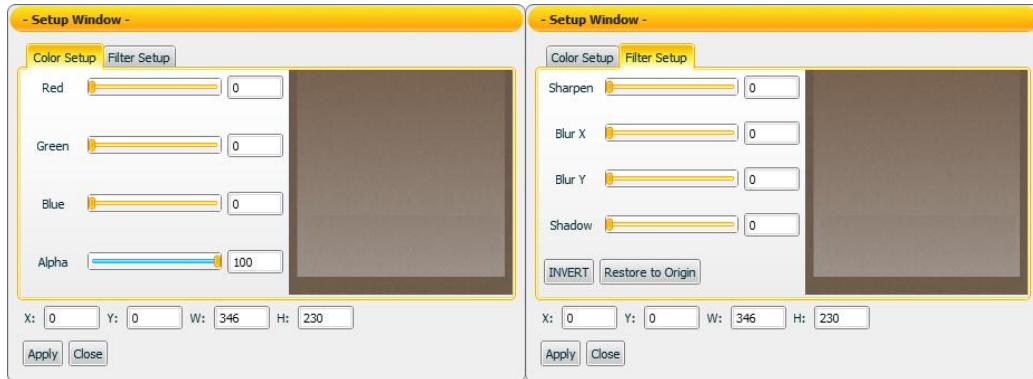 - Setup Window -
Color Setup Filter Setup
Red 0
Green 0
Blue 0
Alpha 100
X: 0 Y: 0 W: 346 H: 230
Apply Close
- Setup Window -
Color Setup Filter Setup
Sharpen 0
Blur X 0
Blur Y 0
Shadow 0
INVERT Restore to Origin
X: 0 Y: 0 W: 346 H: 230
Apply Close